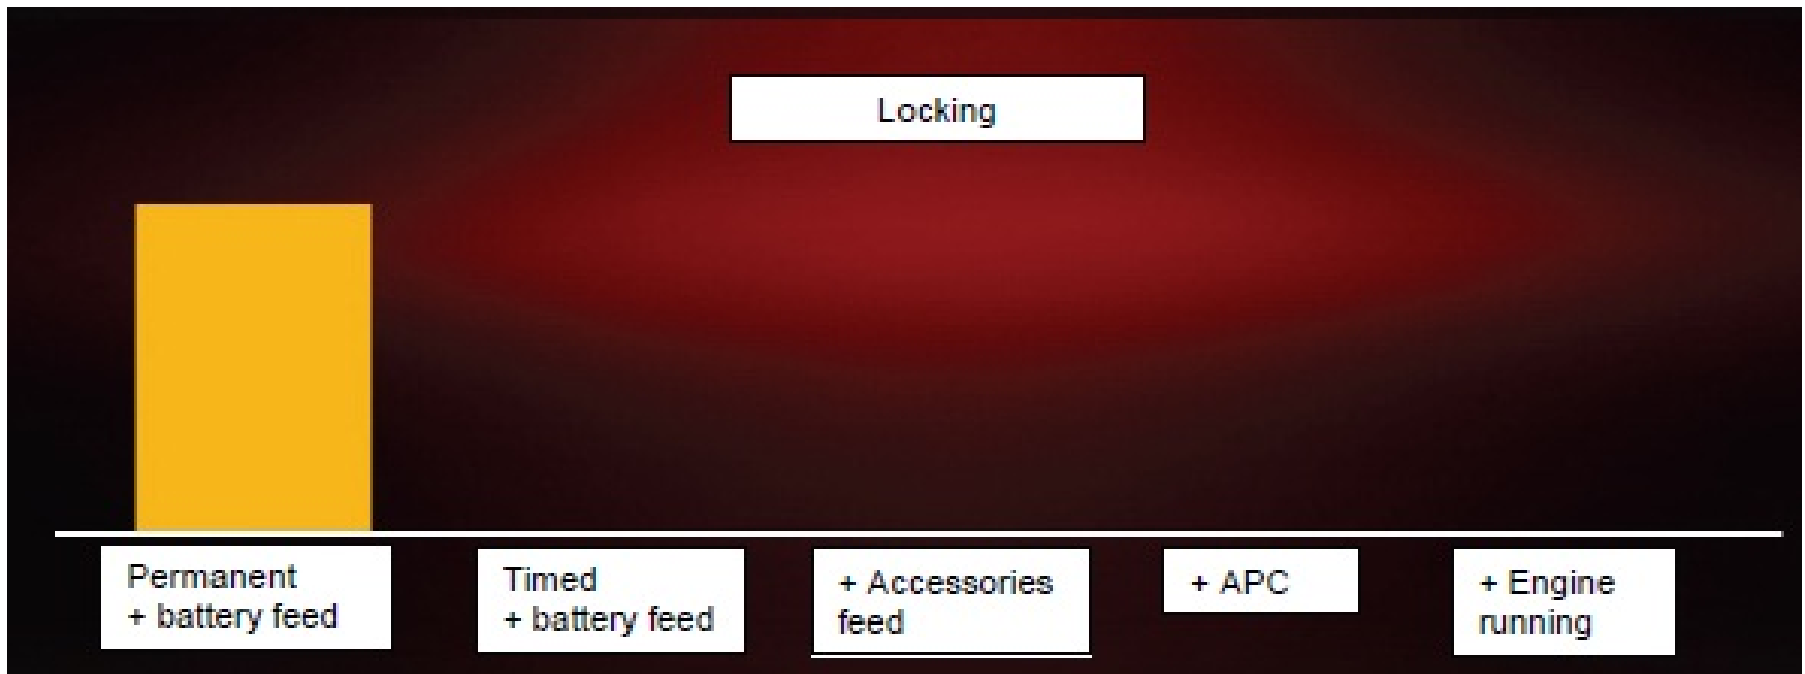 Locking
Permanent
+ battery feed
Timed
+ battery feed
+ Accessories
feed
+ APC
+ Engine
running